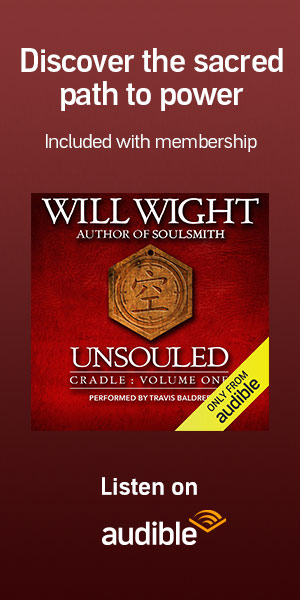 Discover the sacred
path to power
Included with membership
WILL WIGHT
AUTHOR OF SOULSMITH
空
UNSOULED
CRADLE : VOLUME ONE
PERFORMED BY TRAVIS BALDREE
ONLY FROM
audible
Listen on
audible